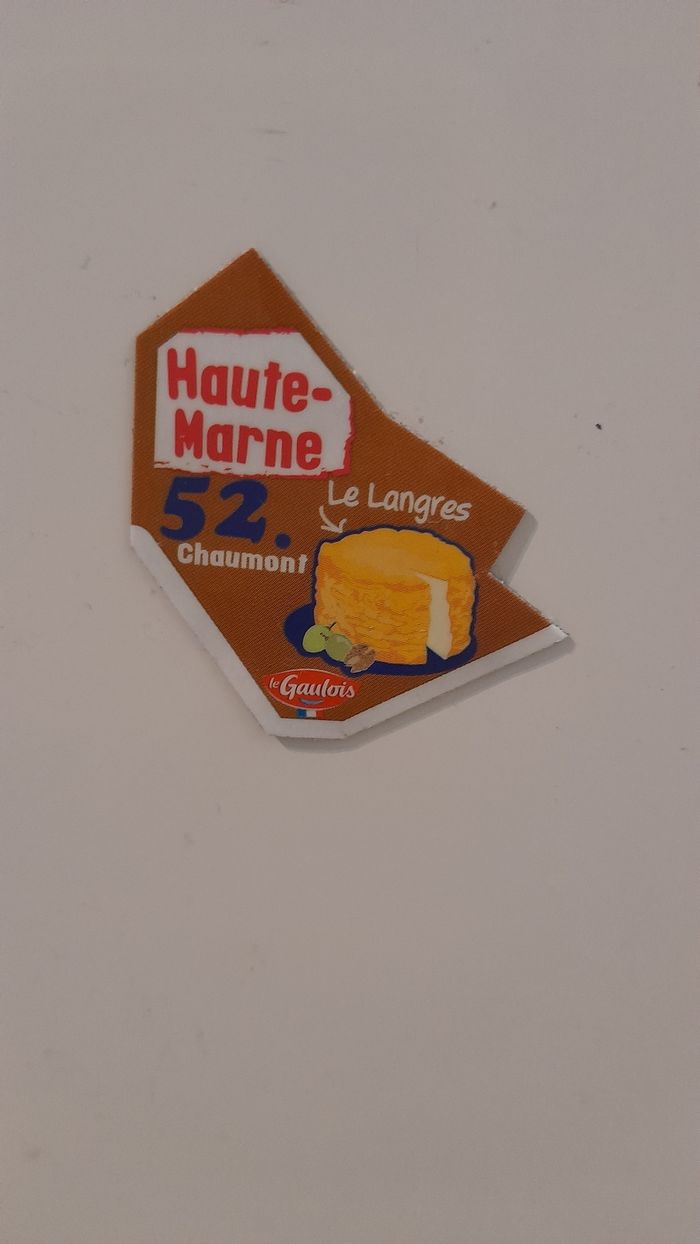 Haute-
Marne
52.
Chaumont
Le Langres
le Gaulois